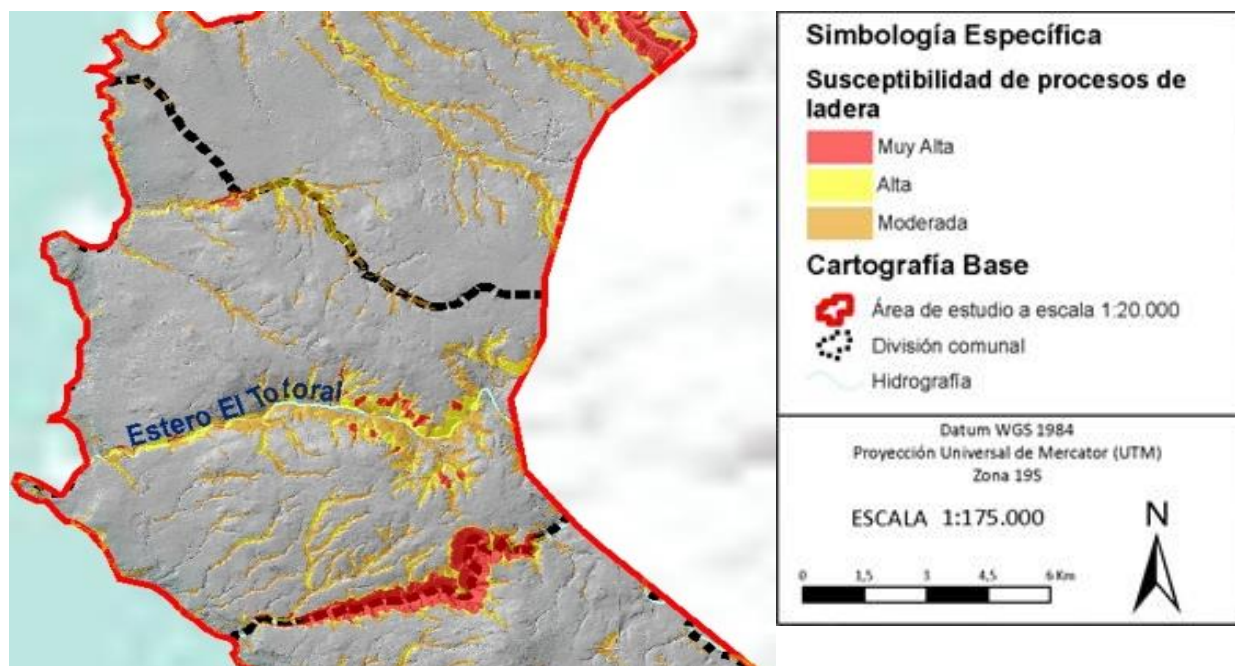 Estero El Totoral
Simbología Específica
Susceptibilidad de procesos de
ladera
Muy Alta
Alta
Moderada
Cartografía Base
Área de estudio a escala 1:20.000
División comunal
Hidrografía
Datum WGS 1984
Proyección Universal de Mercator (UTM)
Zona 19S
ESCALA 1:175.000
N
0 1,5 3 4,5 6 Km